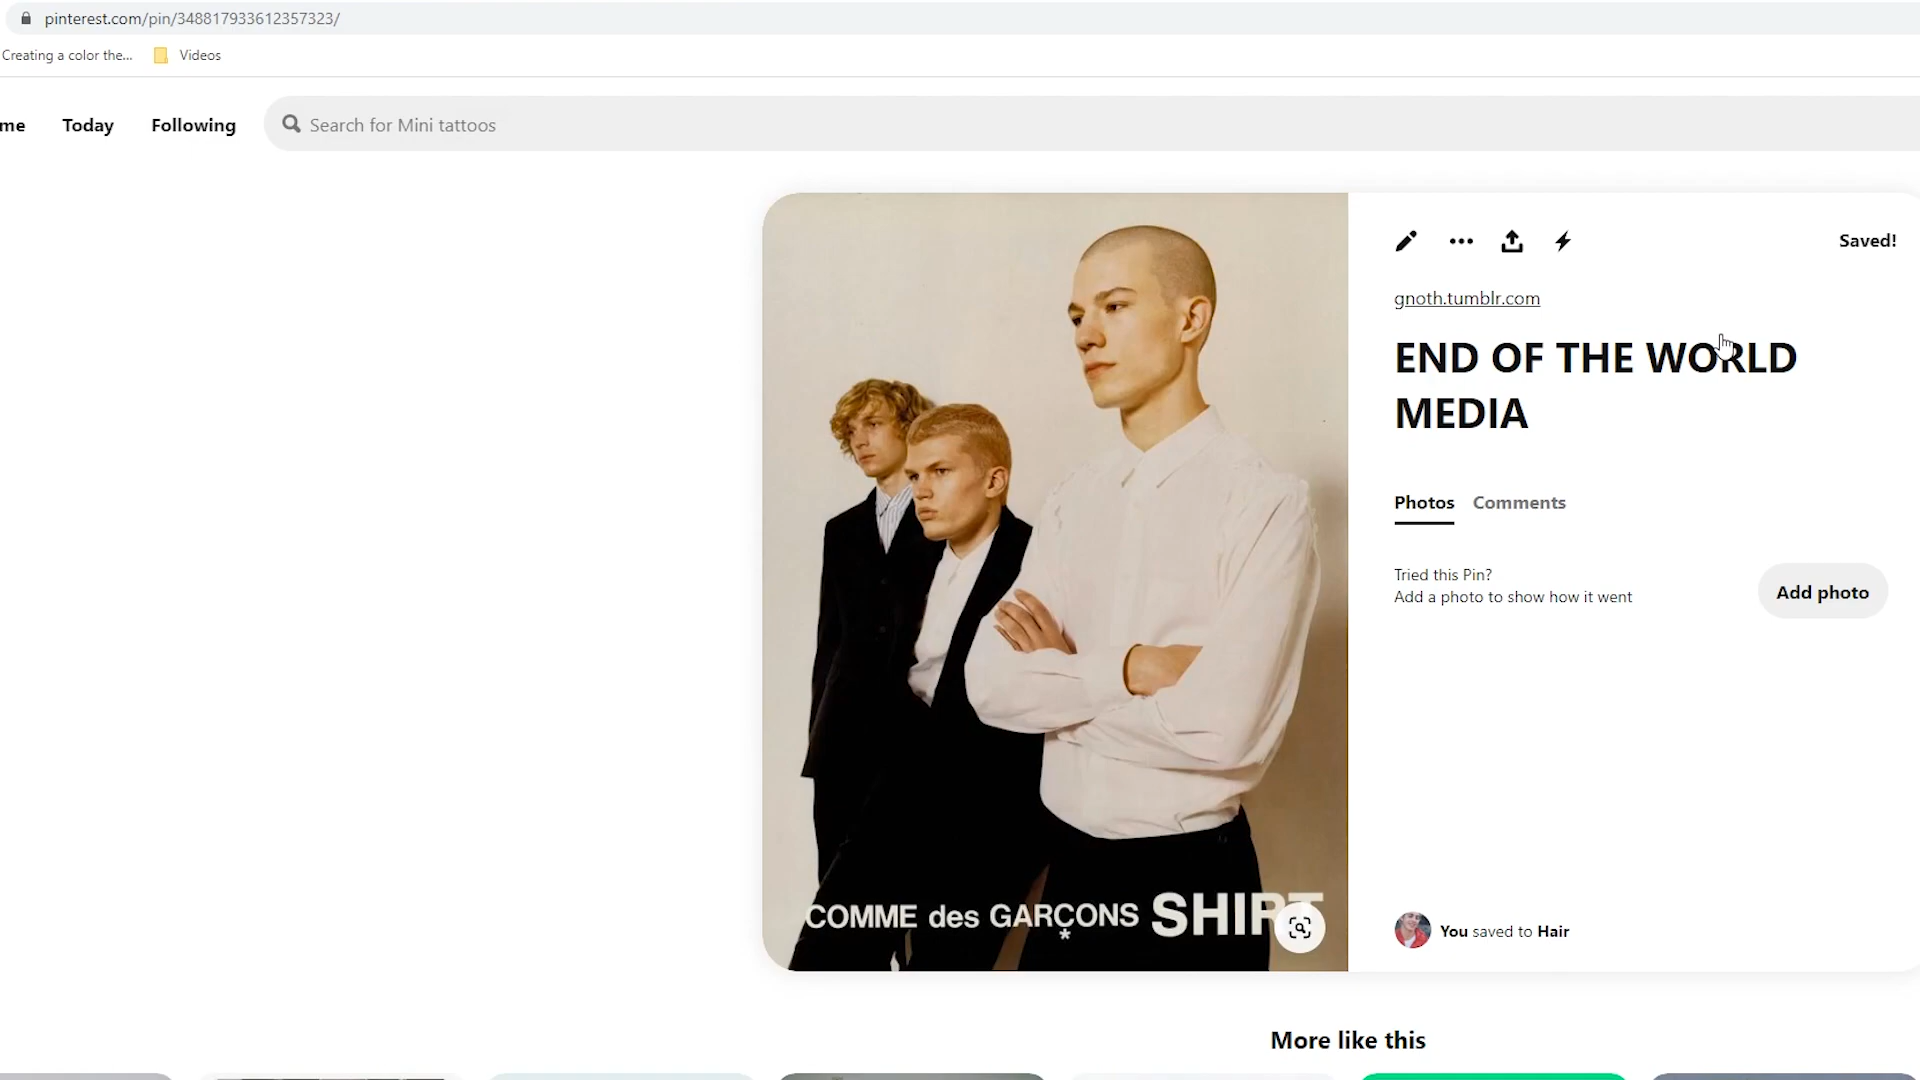 pinterest.com/pin/348817933612357323/
Creating a color the... Videos
me Today Following Search for Mini tattoos
Saved!
gnoth.tumblr.com
END OF THE WORLD
MEDIA
Photos Comments
Tried this Pin?
Add a photo to show how it went
Add photo
COMME des GARÇONS SHIRT
*
You saved to Hair
More like this